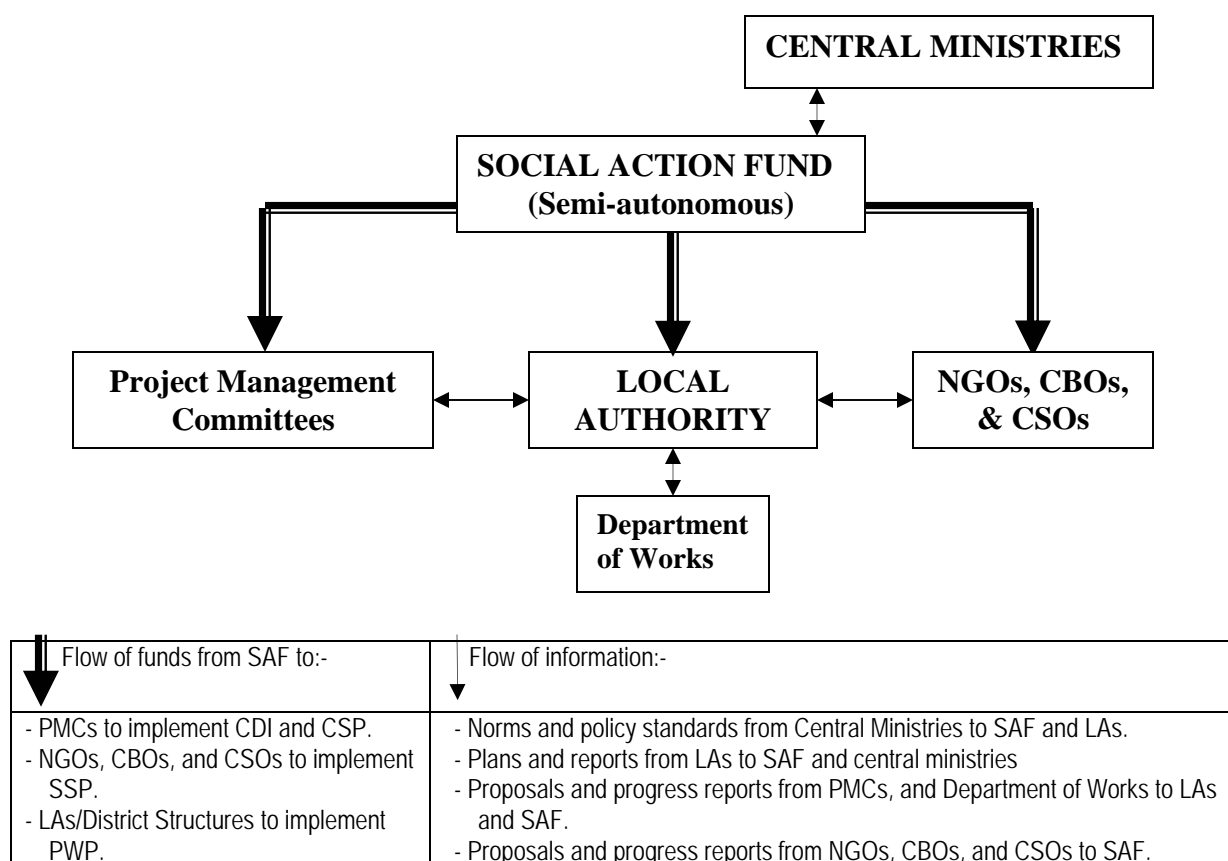 CENTRAL MINISTRIES
SOCIAL ACTION FUND
(Semi-autonomous)
Project Management
Committees
LOCAL
AUTHORITY
NGOs, CBOs,
& CSOs
Department
of Works
Flow of funds from SAF to:-
- PMCs to implement CDI and CSP.
- NGOs, CBOs, and CSOs to implement
SSP.
- LAs/District Structures to implement
PWP.
Flow of information:-
- Norms and policy standards from Central Ministries to SAF and LAs.
- Plans and reports from LAs to SAF and central ministries
- Proposals and progress reports from PMCs, and Department of Works to LAs
and SAF.
- Proposals and progress reports from NGOs, CBOs, and CSOs to SAF.